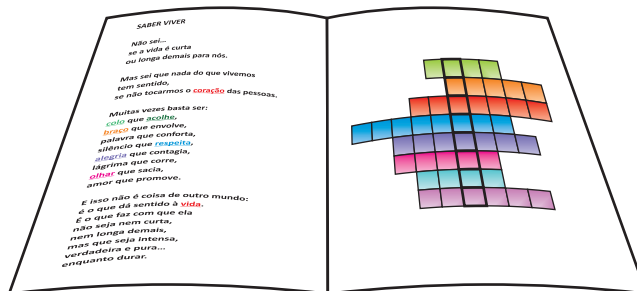 SABER VIVER
Não sei...
se a vida é curta
ou longa demais para nós.
Mas sei que nada do que vivemos
tem sentido,
se não tocarmos o coração das pessoas.
Muitas vezes basta ser:
colo que acolhe,
braço que envolve,
palavra que conforta,
silêncio que respeita,
alegria que contagia,
lágrima que corre,
olhar que sacia,
amor que promove.
E isso não é coisa de outro mundo:
é o que dá sentido à vida.
É o que faz com que ela
não seja nem curta,
nem longa demais,
mas que seja intensa,
verdadeira e pura...
enquanto durar.